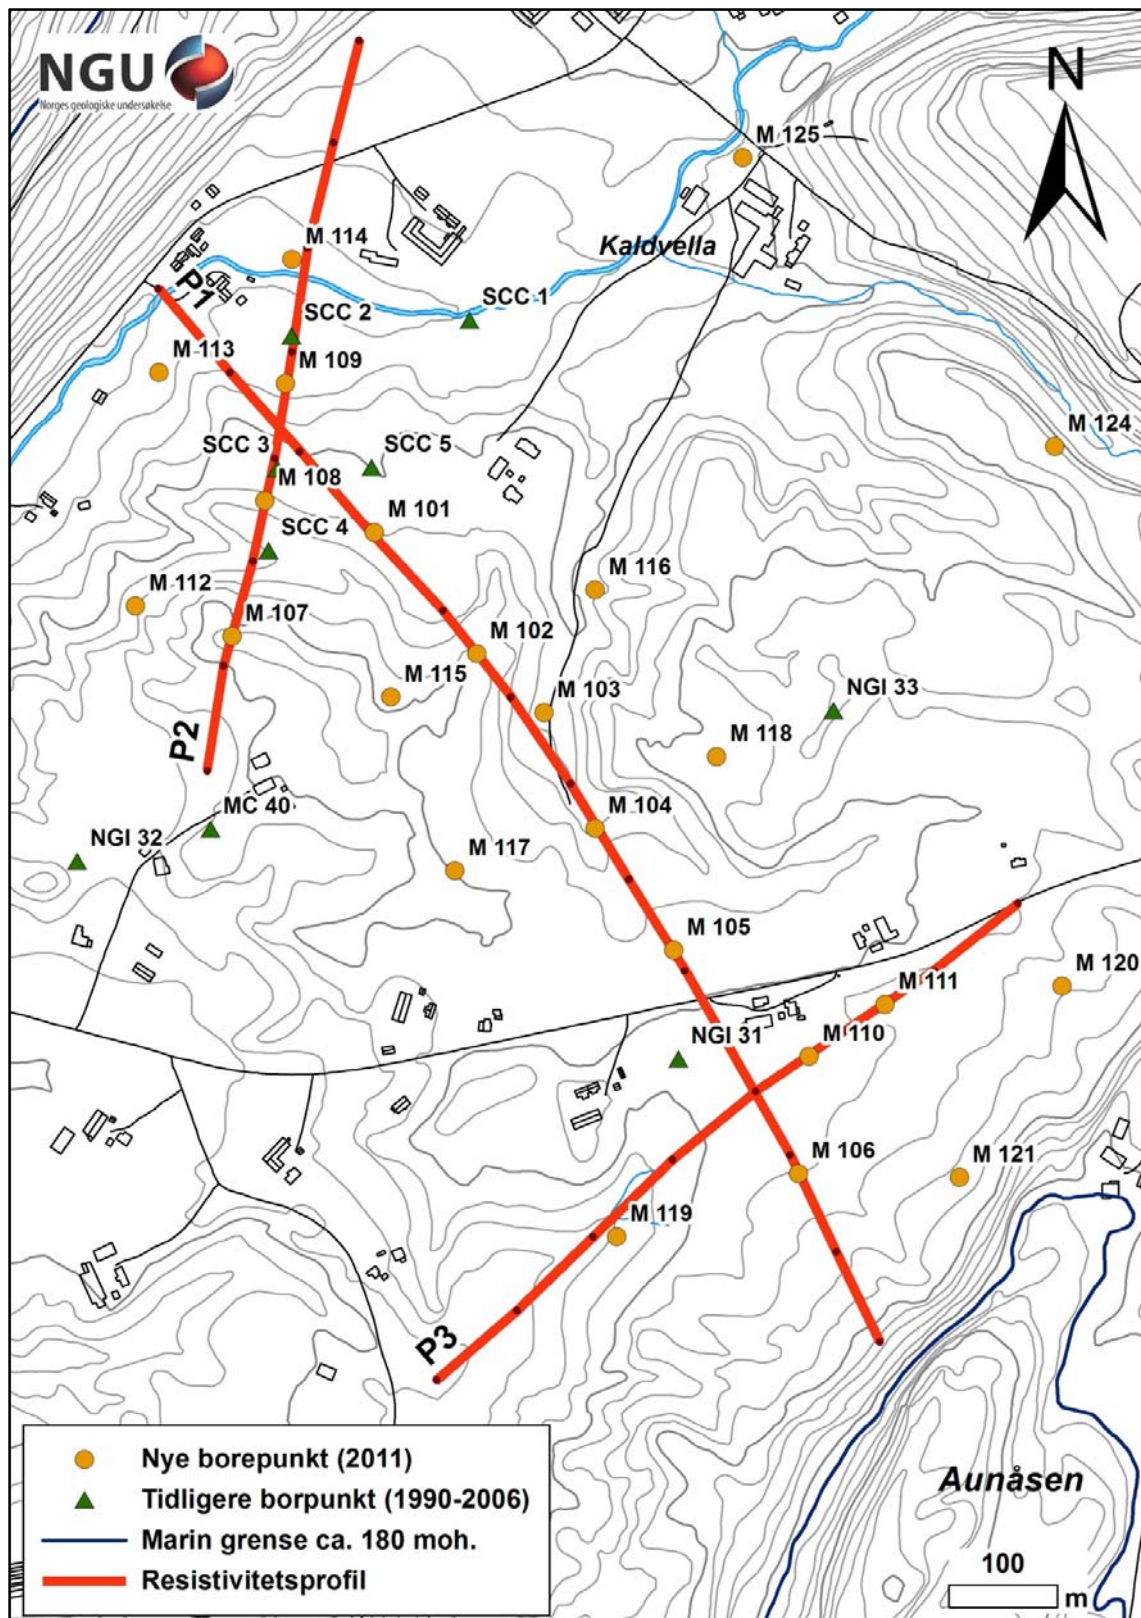 NGU
Norges geologiske undersøkelse
N
M 125
Kaldvella
M 114
P1
SCC 1
SCC 2
M 113
M 109
SCC 3
SCC 5
M 124
M 108
M 101
SCC 4
M 116
M 112
M 107
M 102
M 115
M 103
NGI 33
M 118
P2
MC 40
M 104
NGI 32
M 117
M 105
M 120
M 111
NGI 31
M 110
M 106
M 121
M 119
P3
Nye borepunkt (2011)
Tidligere borpunkt (1990-2006)
Marin grense ca. 180 moh.
Resistivitetsprofil
Aunåsen
100
m